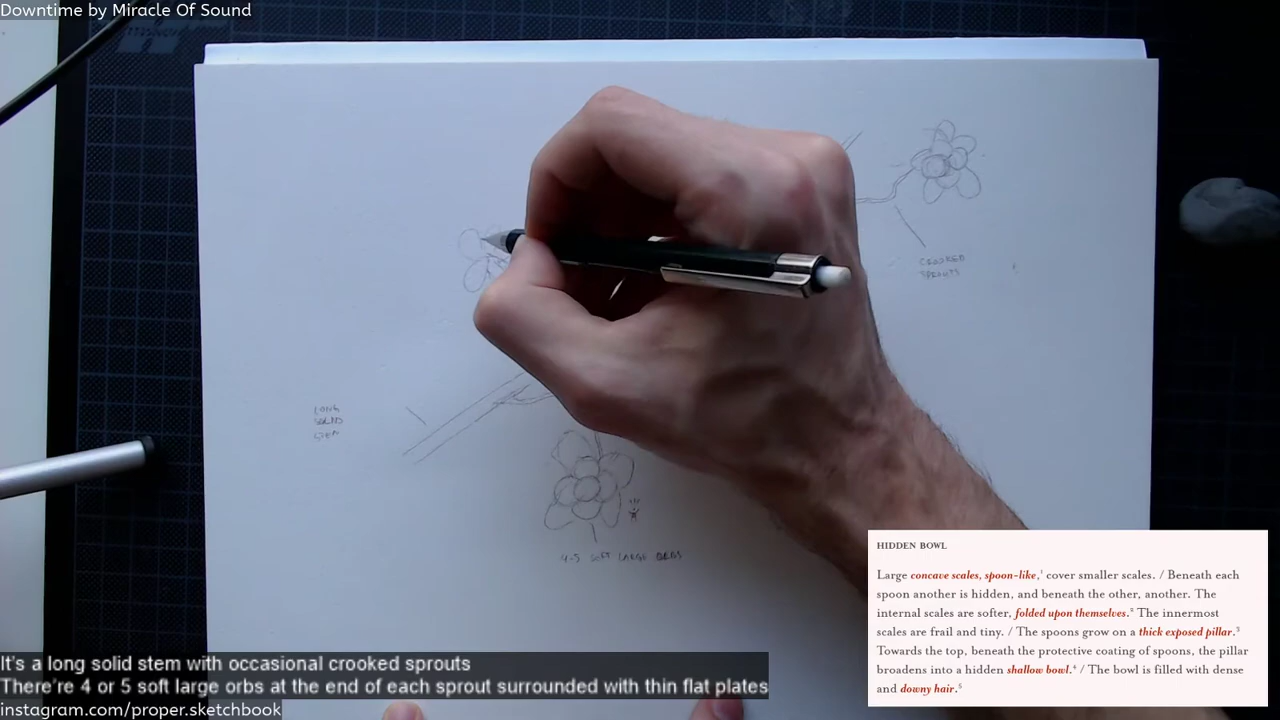 Downtime by Miracle Of Sound
CROOKED
SPROUTS
LONG
SOLID
STEM
4-5 SOFT LARGE ORBS
HIDDEN BOWL
Large concave scales, spoon-like,¹ cover smaller scales. / Beneath each
spoon another is hidden, and beneath the other, another. The
internal scales are softer, folded upon themselves.² The innermost
scales are frail and tiny. / The spoons grow on a thick exposed pillar.³
Towards the top, beneath the protective coating of spoons, the pillar
broadens into a hidden shallow bowl.⁴ / The bowl is filled with dense
and downy hair.⁵
It's a long solid stem with occasional crooked sprouts
There're 4 or 5 soft large orbs at the end of each sprout surrounded with thin flat plates
instagram.com/proper.sketchbook